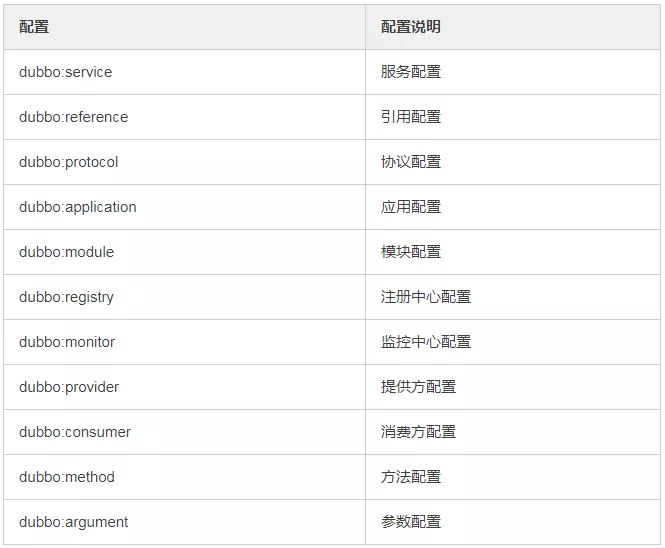 配置 配置说明
dubbo:service 服务配置
dubbo:reference 引用配置
dubbo:protocol 协议配置
dubbo:application 应用配置
dubbo:module 模块配置
dubbo:registry 注册中心配置
dubbo:monitor 监控中心配置
dubbo:provider 提供方配置
dubbo:consumer 消费方配置
dubbo:method 方法配置
dubbo:argument 参数配置